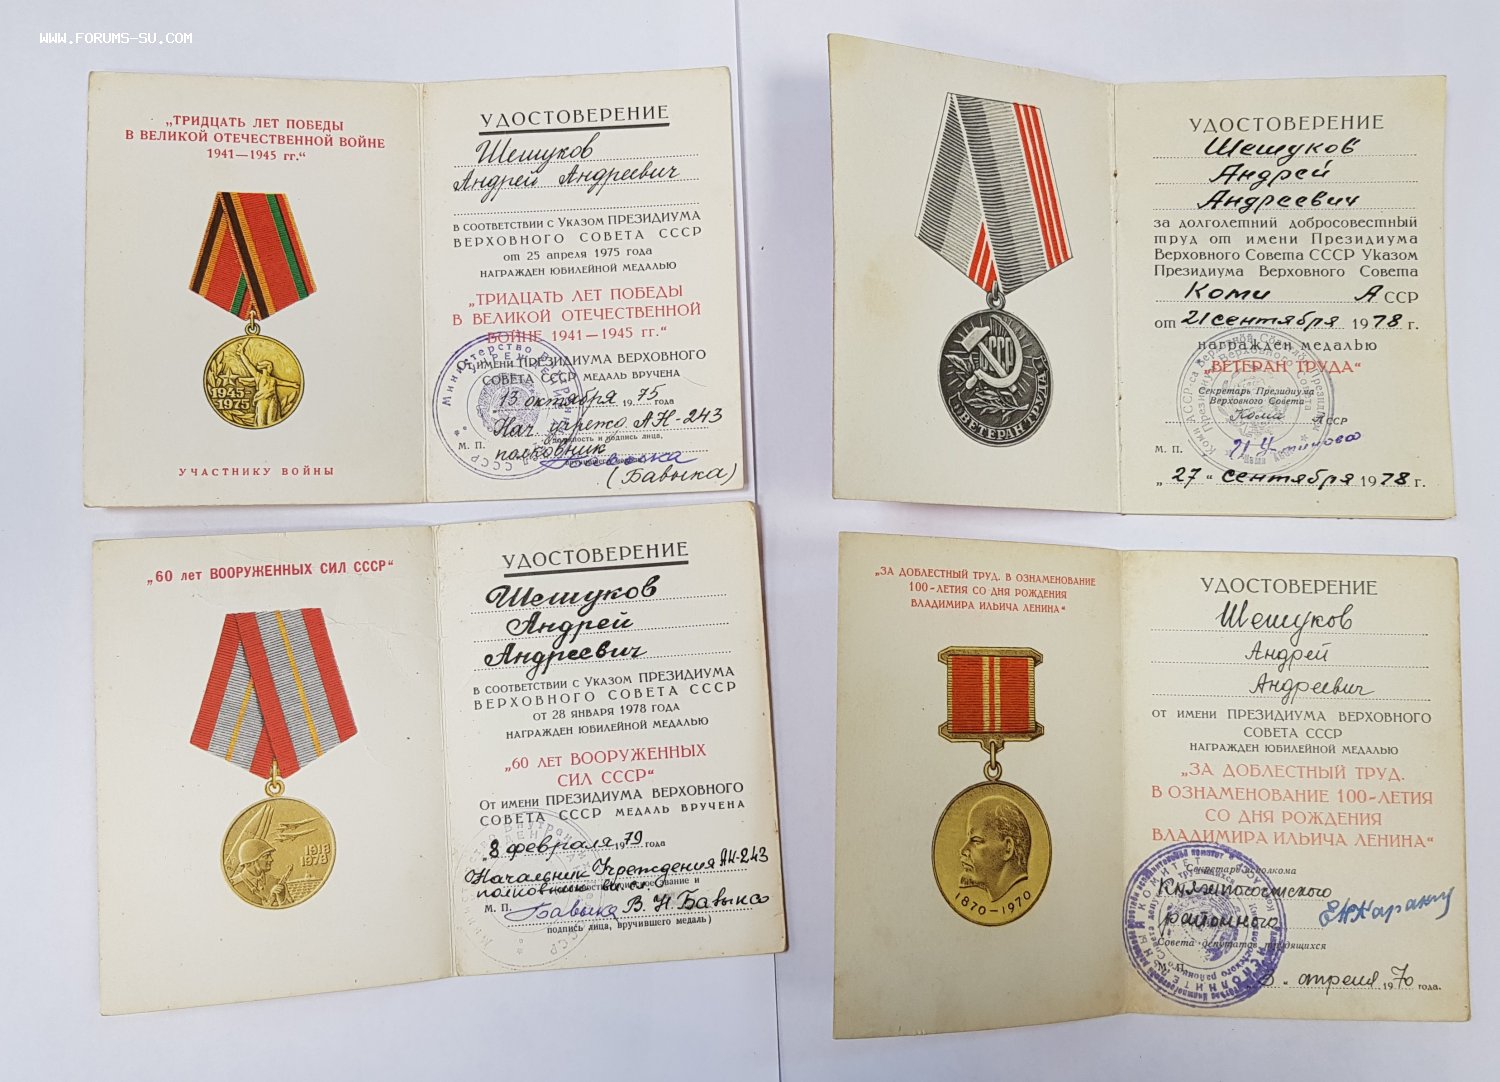 WWW.FORUMS-SU.COM
„ТРИДЦАТЬ ЛЕТ ПОБЕДЫ
В ВЕЛИКОЙ ОТЕЧЕСТВЕННОЙ ВОЙНЕ
1941—1945 гг.“
1945-
1975
УЧАСТНИКУ ВОЙНЫ
УДОСТОВЕРЕНИЕ
Шешуков
Андрей Андреевич
В СООТВЕТСТВИИ С УКАЗОМ ПРЕЗИДИУМА
ВЕРХОВНОГО СОВЕТА СССР
от 25 апреля 1975 года
НАГРАЖДЕН ЮБИЛЕЙНОЙ МЕДАЛЬЮ
„ТРИДЦАТЬ ЛЕТ ПОБЕДЫ
В ВЕЛИКОЙ ОТЕЧЕСТВЕННОЙ
ВОЙНЕ 1941—1945 гг.“
ОТ ИМЕНИ ПРЕЗИДИУМА ВЕРХОВНОГО
СОВЕТА СССР МЕДАЛЬ ВРУЧЕНА
13 октября 1975 года
Нач. учрежд. АН-243
М. П. полковник
(Бавыка)
УДОСТОВЕРЕНИЕ
Шешуков
Андрей
Андреевич
за долголетний добросовестный
труд от имени Президиума
Верховного Совета СССР Указом
Президиума Верховного Совета
Коми АССР
от 21 сентября 1978 г.
награжден медалью
„ВЕТЕРАН ТРУДА“
Секретарь Президиума
Верховного Совета
Коми АССР
М. П.
„27“ сентября 1978 г.
СССР
ВЕТЕРАН ТРУДА
„60 лет ВООРУЖЕННЫХ СИЛ СССР“
1918
1978
УДОСТОВЕРЕНИЕ
Шешуков
Андрей
Андреевич
В СООТВЕТСТВИИ С УКАЗОМ ПРЕЗИДИУМА
ВЕРХОВНОГО СОВЕТА СССР
ОТ 28 ЯНВАРЯ 1978 ГОДА
НАГРАЖДЕН ЮБИЛЕЙНОЙ МЕДАЛЬЮ
„60 ЛЕТ ВООРУЖЕННЫХ
СИЛ СССР“
ОТ ИМЕНИ ПРЕЗИДИУМА ВЕРХОВНОГО
СОВЕТА СССР МЕДАЛЬ ВРУЧЕНА
„8 февраля 1979 года
Начальник Учреждения АН-243
полковник вн. сл.
М. П. Бавыка В. Н. Бавыко
подпись лица, вручившего медаль)
„ЗА ДОБЛЕСТНЫЙ ТРУД. В ОЗНАМЕНОВАНИЕ
100-ЛЕТИЯ СО ДНЯ РОЖДЕНИЯ
ВЛАДИМИРА ИЛЬИЧА ЛЕНИНА“
1870-1970
УДОСТОВЕРЕНИЕ
Шешуков
Андрей
Андреевич
ОТ ИМЕНИ ПРЕЗИДИУМА ВЕРХОВНОГО
СОВЕТА СССР
НАГРАЖДЕН ЮБИЛЕЙНОЙ МЕДАЛЬЮ
„ЗА ДОБЛЕСТНЫЙ ТРУД.
В ОЗНАМЕНОВАНИЕ 100-ЛЕТИЯ
СО ДНЯ РОЖДЕНИЯ
ВЛАДИМИРА ИЛЬИЧА ЛЕНИНА“
Секретарь исполкома
Княжпогостского
районного
Совета депутатов трудящихся
апреля 1970 года.